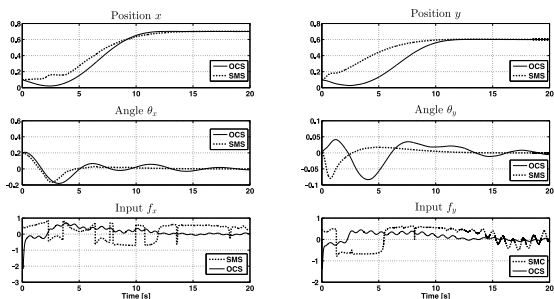 Position x
0.8
0.6
0.4
0.2
0
0 5 10 15 20
OCS
SMS
Position y
0.8
0.6
0.4
0.2
0
0 5 10 15 20
OCS
SMS
Angle θx
0.6
0.4
0.2
0
-0.2
0 5 10 15 20
OCS
SMS
Angle θy
0.1
0.05
0
-0.05
-0.1
0 5 10 15 20
OCS
SMS
Input fx
1
0
-1
-2
-3
0 5 10 15 20
SMS
OCS
Time [s]
Input fy
1
0
-1
-2
0 5 10 15 20
SMC
OCS
Time [s]